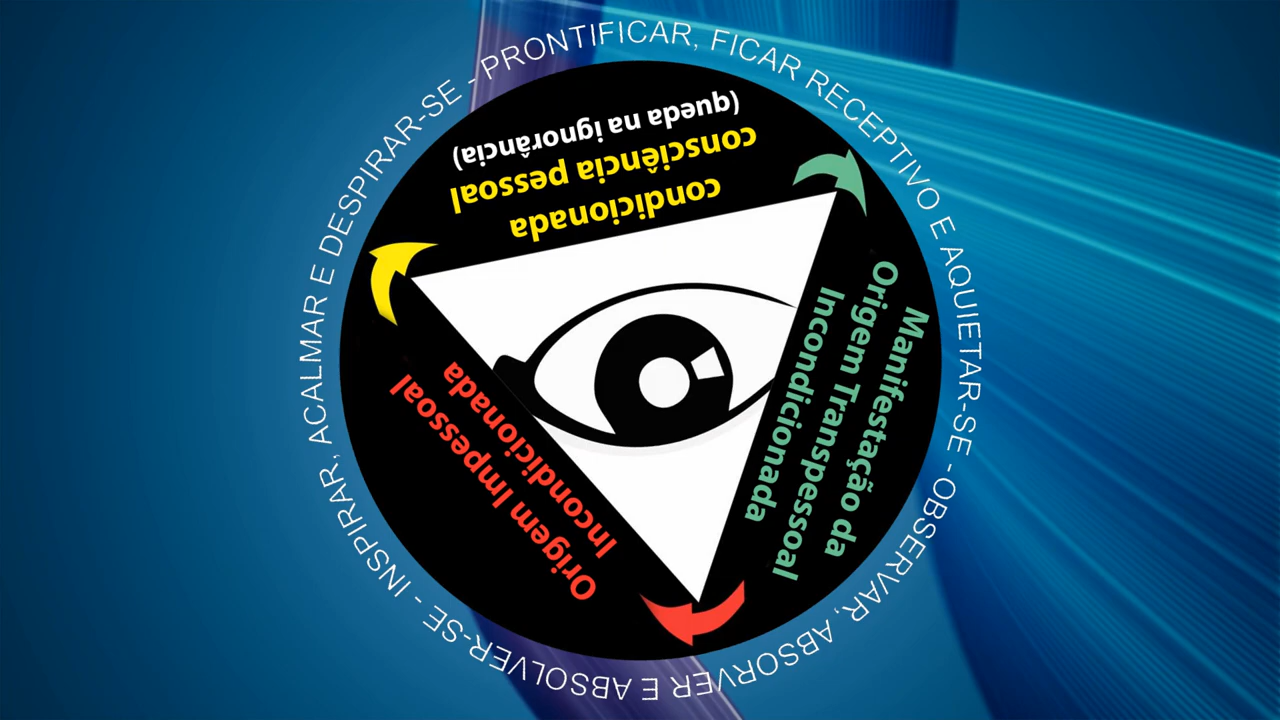 PRONTIFICAR, FICAR RECEPTIVO E AQUIETAR-SE -OBSERVAR, ABSORVER E ABSOLVER-SE - INSPIRAR, ACALMAR E DESPIRAR-SE -
condicionada
consciência pessoal
(queda na ignorância)
Manifestação da
Origem Transpessoal
Incondicionada
Origem Impessoal
Incondicionada